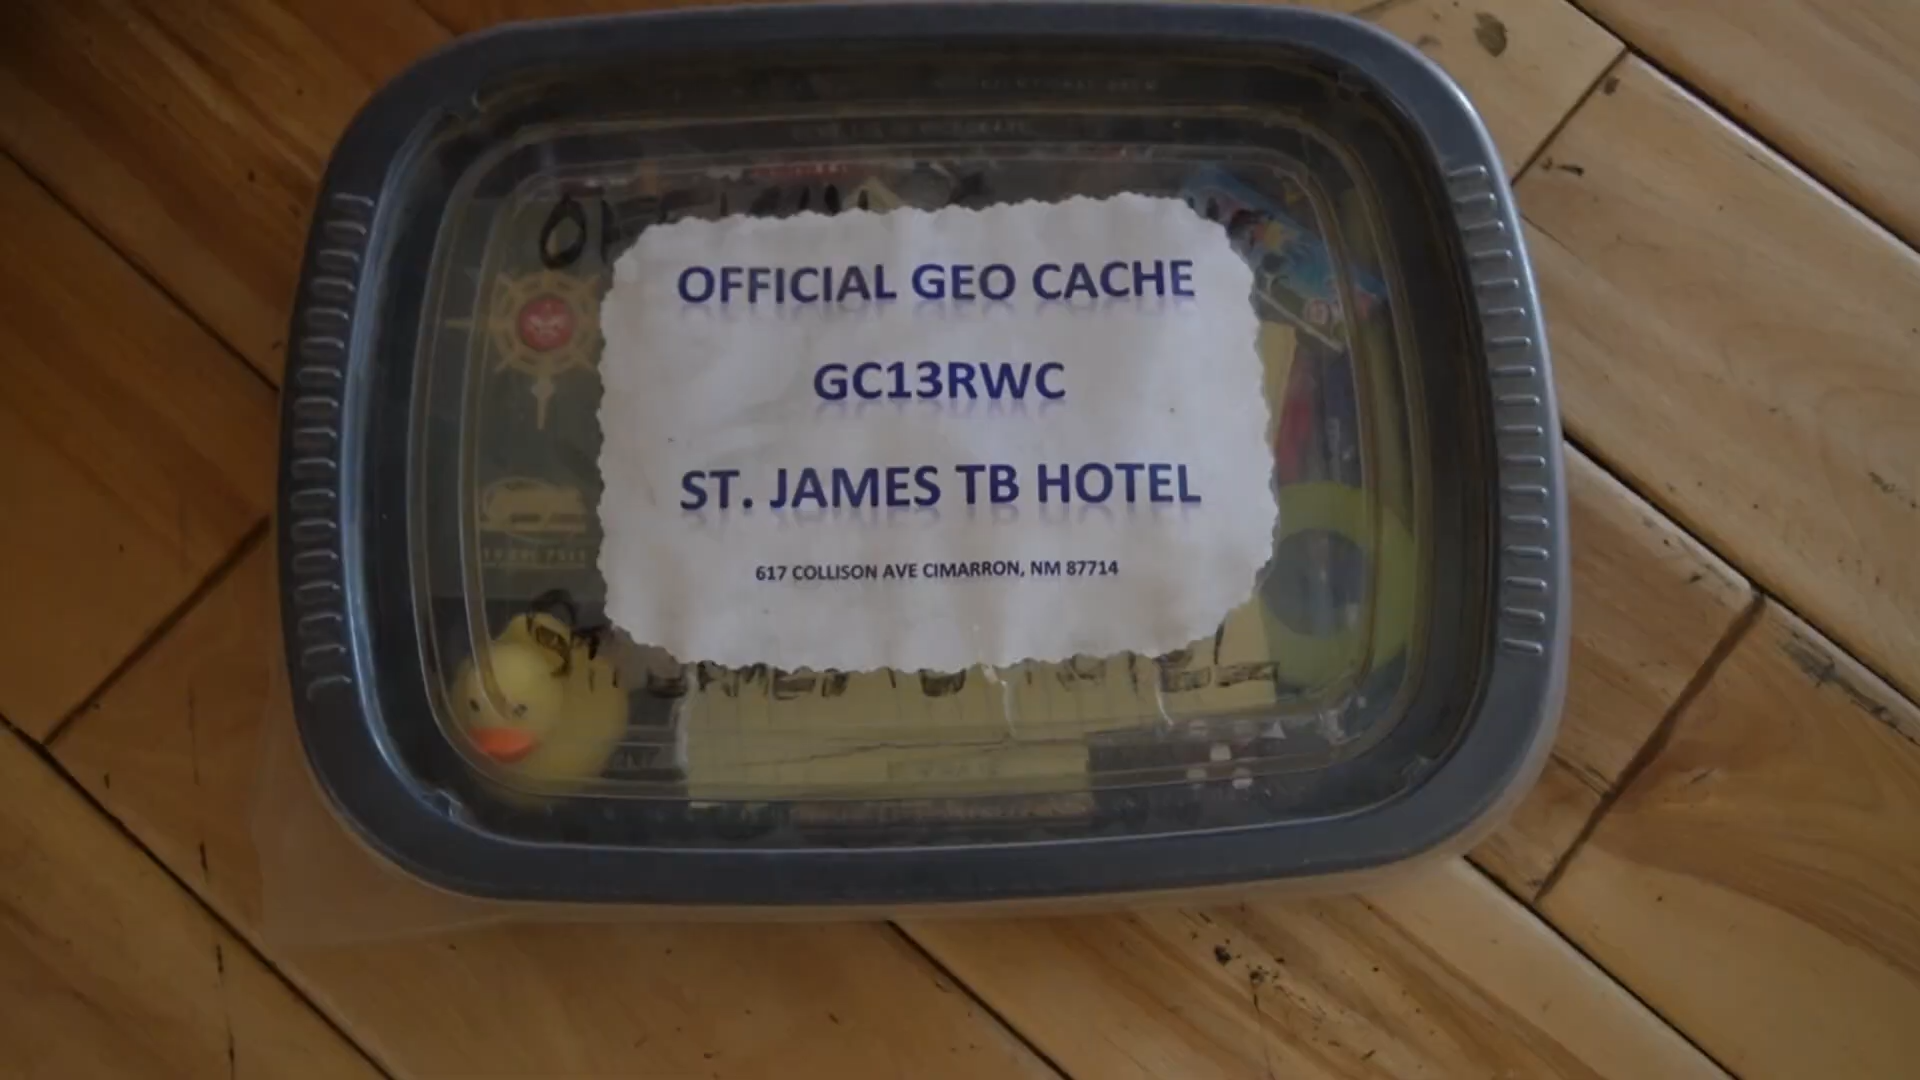 OFFICIAL GEO CACHE
GC13RWC
ST. JAMES TB HOTEL
617 COLLISON AVE CIMARRON, NM 87714